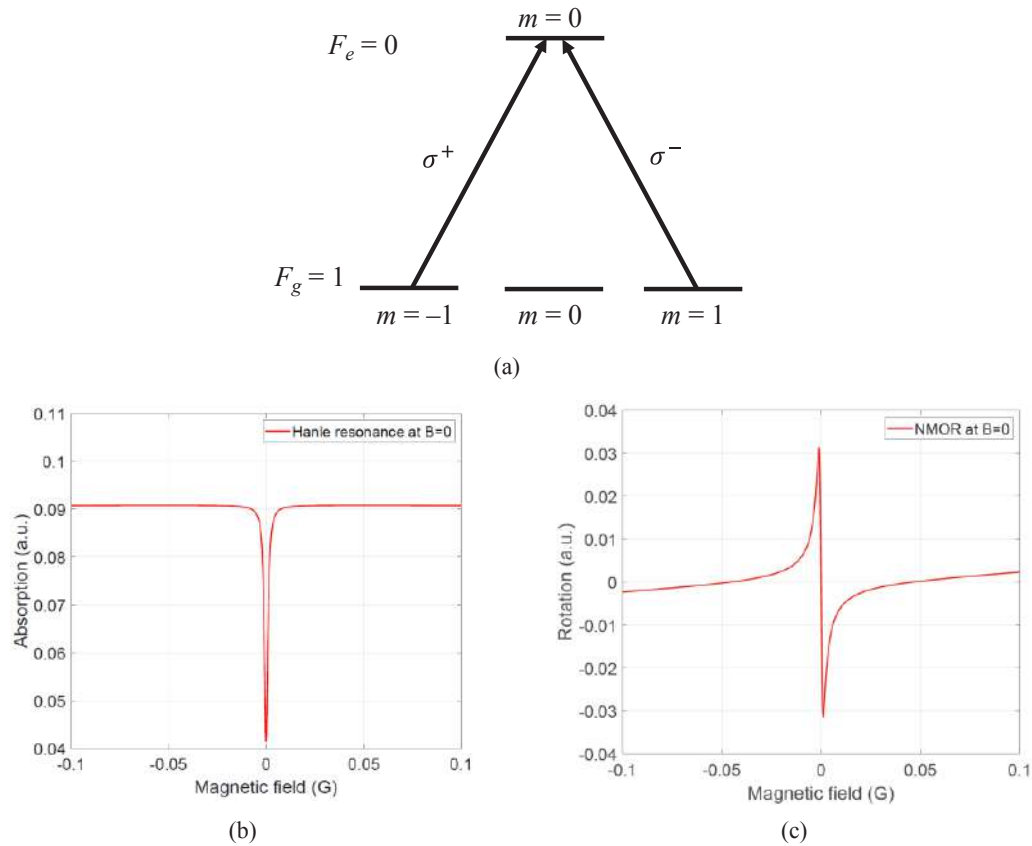 m = 0
F_e = 0
σ⁺
σ⁻
F_g = 1
m = –1
m = 0
m = 1
(a)
0.11
0.1
0.09
0.08
0.07
0.06
0.05
0.04
Absorption (a.u.)
Hanle resonance at B=0
-0.1
-0.05
0
0.05
0.1
Magnetic field (G)
(b)
0.04
0.03
0.02
0.01
0
-0.01
-0.02
-0.03
-0.04
Rotation (a.u.)
NMOR at B=0
-0.1
-0.05
0
0.05
0.1
Magnetic field (G)
(c)